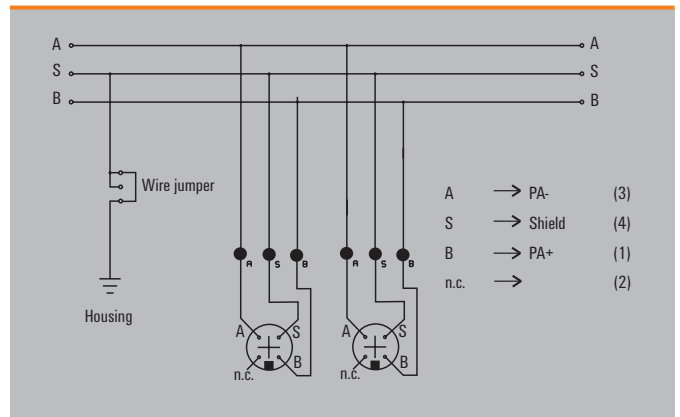 A A
S S
B B
Wire jumper
Housing
A → PA- (3)
S → Shield (4)
B → PA+ (1)
n.c. → (2)
A S B A S B
A S A S
B B
n.c. n.c.